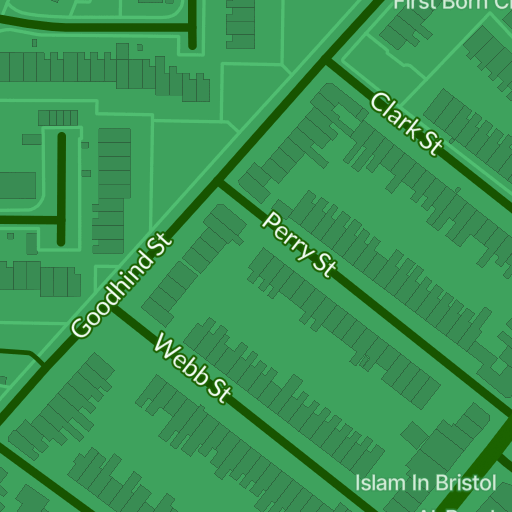 First Born C
Clark St
Perry St
Goodhind St
Webb St
Islam In Bristol